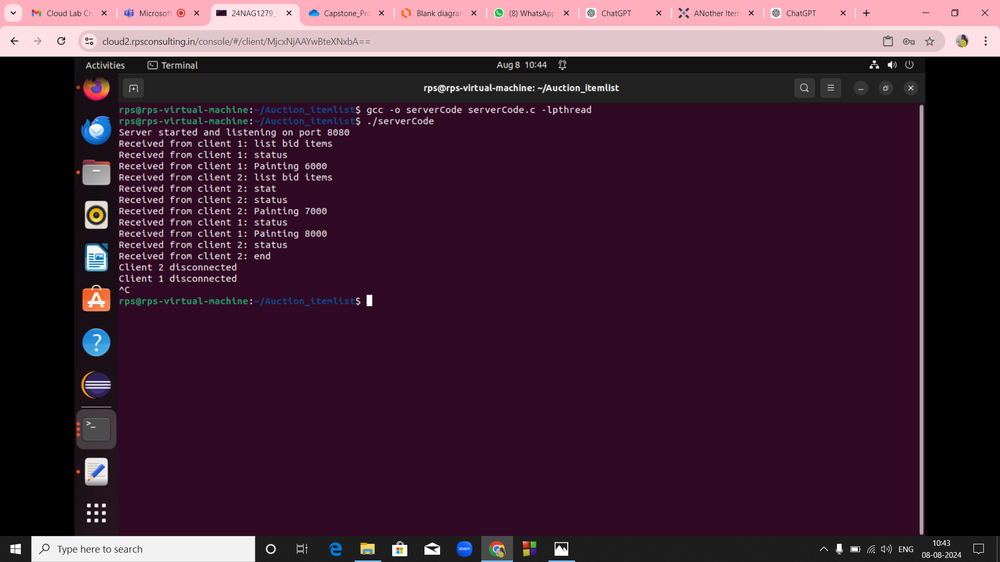 Cloud Lab Cr
Microsoft
24NAG1279_
Capstone_Pro
Blank diagram
(8) WhatsApp
ChatGPT
ANother Item
ChatGPT
cloud2.rpsconsulting.in/console/#/client/MjcxNjAAYwBteXNxbA==
Activities
Terminal
Aug 8 10:44
rps@rps-virtual-machine: ~/Auction_itemlist
rps@rps-virtual-machine:~/Auction_itemlist$ gcc -o serverCode serverCode.c -lpthread
rps@rps-virtual-machine:~/Auction_itemlist$ ./serverCode
Server started and listening on port 8080
Received from client 1: list bid items
Received from client 1: status
Received from client 1: Painting 6000
Received from client 2: list bid items
Received from client 2: stat
Received from client 2: status
Received from client 2: Painting 7000
Received from client 1: status
Received from client 1: Painting 8000
Received from client 2: status
Received from client 2: end
Client 2 disconnected
Client 1 disconnected
^C
rps@rps-virtual-machine:~/Auction_itemlist$
Type here to search
zoom
ENG
10:43
08-08-2024